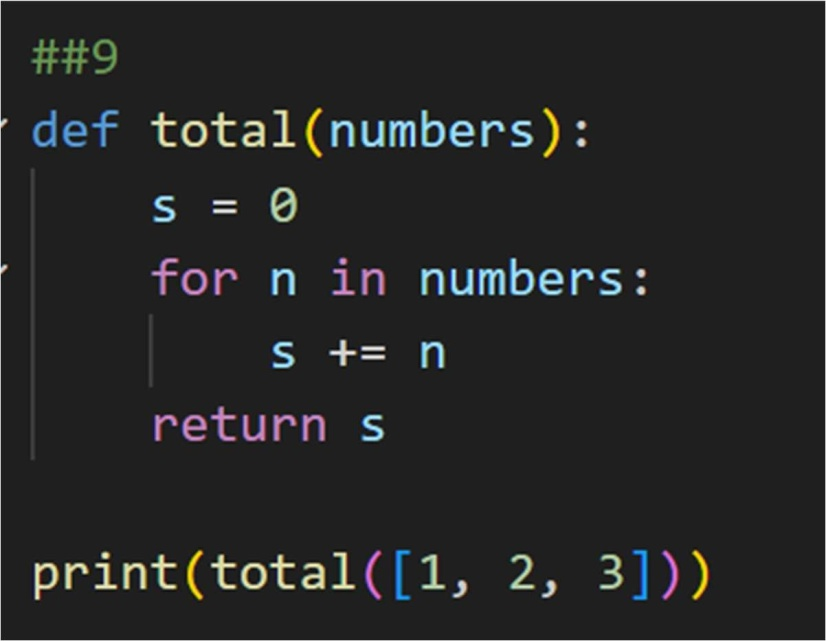 ##9
def total(numbers):
    s = 0
    for n in numbers:
        s += n
    return s
print(total([1, 2, 3]))